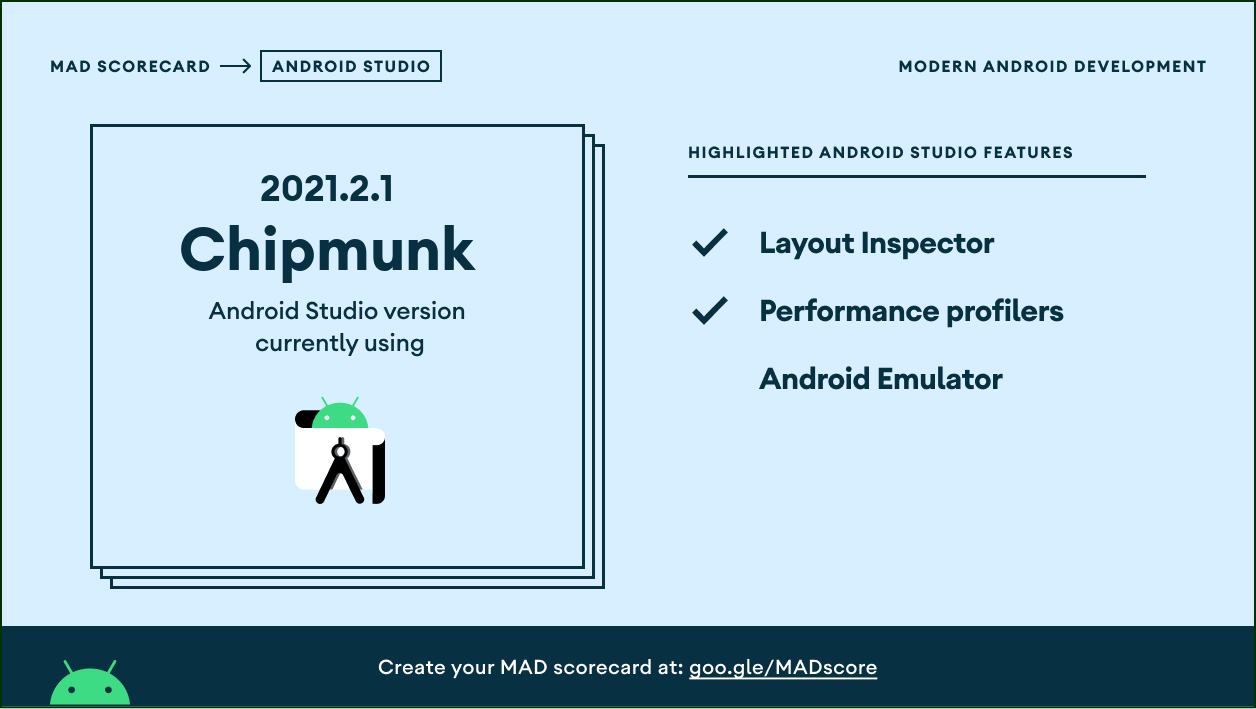 MAD SCORECARD → ANDROID STUDIO
MODERN ANDROID DEVELOPMENT
2021.2.1
Chipmunk
Android Studio version
currently using
HIGHLIGHTED ANDROID STUDIO FEATURES
Layout Inspector
Performance profilers
Android Emulator
Create your MAD scorecard at: goo.gle/MADscore